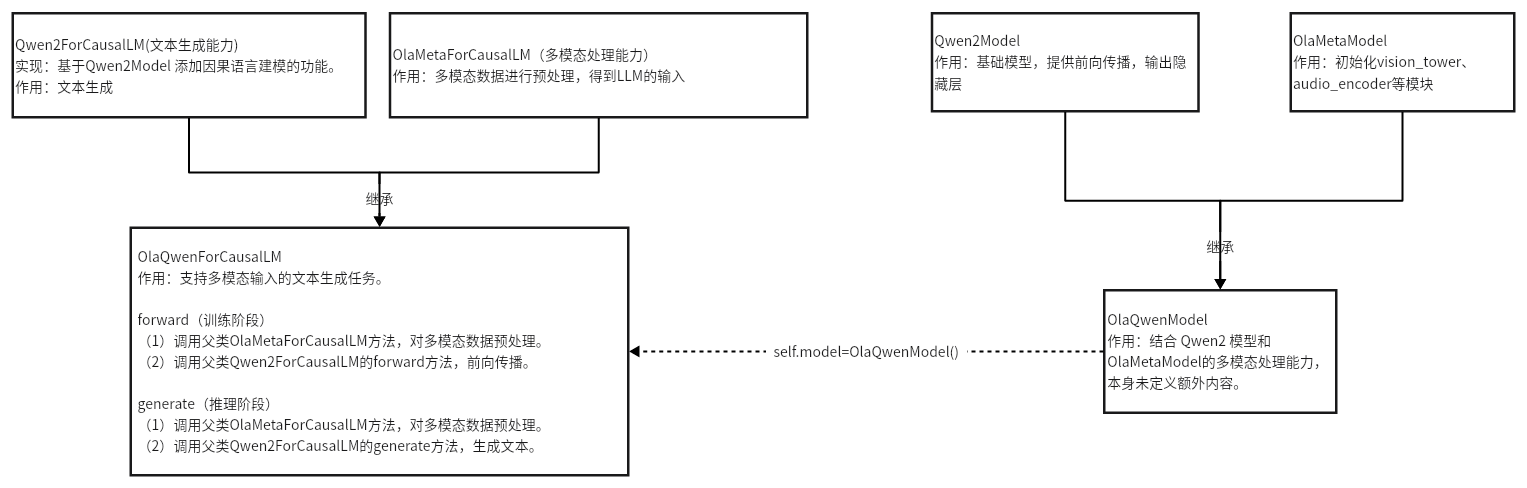 Qwen2ForCausalLM(文本生成能力)
实现：基于Qwen2Model 添加因果语言建模的功能。
作用：文本生成
OlaMetaForCausalLM（多模态处理能力）
作用：多模态数据进行预处理，得到LLM的输入
Qwen2Model
作用：基础模型，提供前向传播，输出隐
藏层
OlaMetaModel
作用：初始化vision_tower、
audio_encoder等模块
继承
继承
OlaQwenForCausalLM
作用：支持多模态输入的文本生成任务。
forward（训练阶段）
（1）调用父类OlaMetaForCausalLM方法，对多模态数据预处理。
（2）调用父类Qwen2ForCausalLM的forward方法，前向传播。
generate（推理阶段）
（1）调用父类OlaMetaForCausalLM方法，对多模态数据预处理。
（2）调用父类Qwen2ForCausalLM的generate方法，生成文本。
self.model=OlaQwenModel()
OlaQwenModel
作用：结合 Qwen2 模型和
OlaMetaModel的多模态处理能力，
本身未定义额外内容。